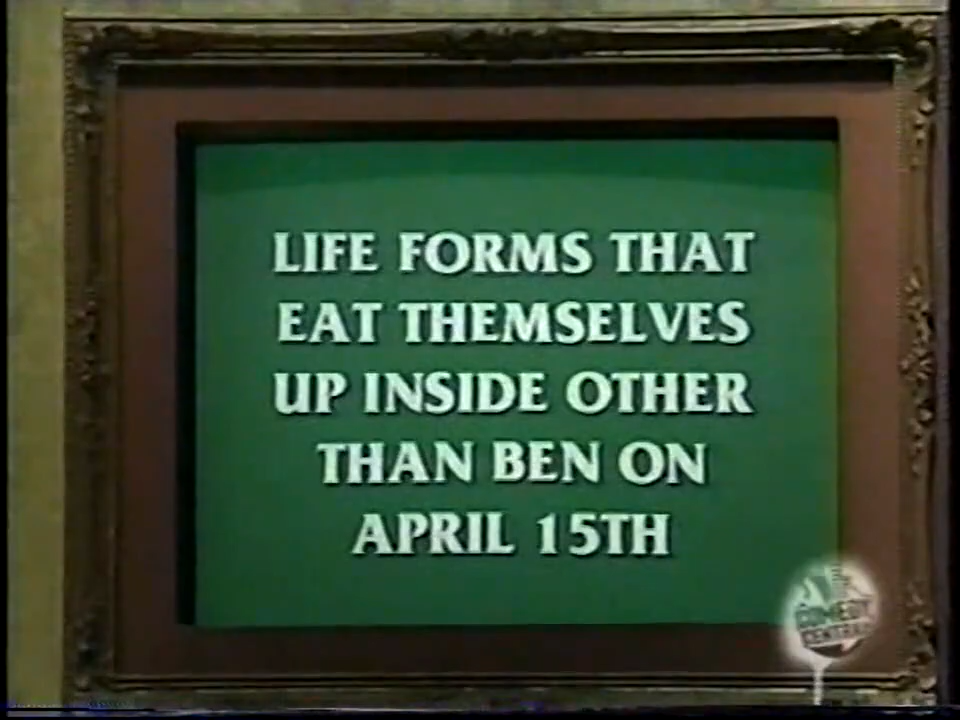 LIFE FORMS THAT
EAT THEMSELVES
UP INSIDE OTHER
THAN BEN ON
APRIL 15TH
COMEDY
CENTRAL